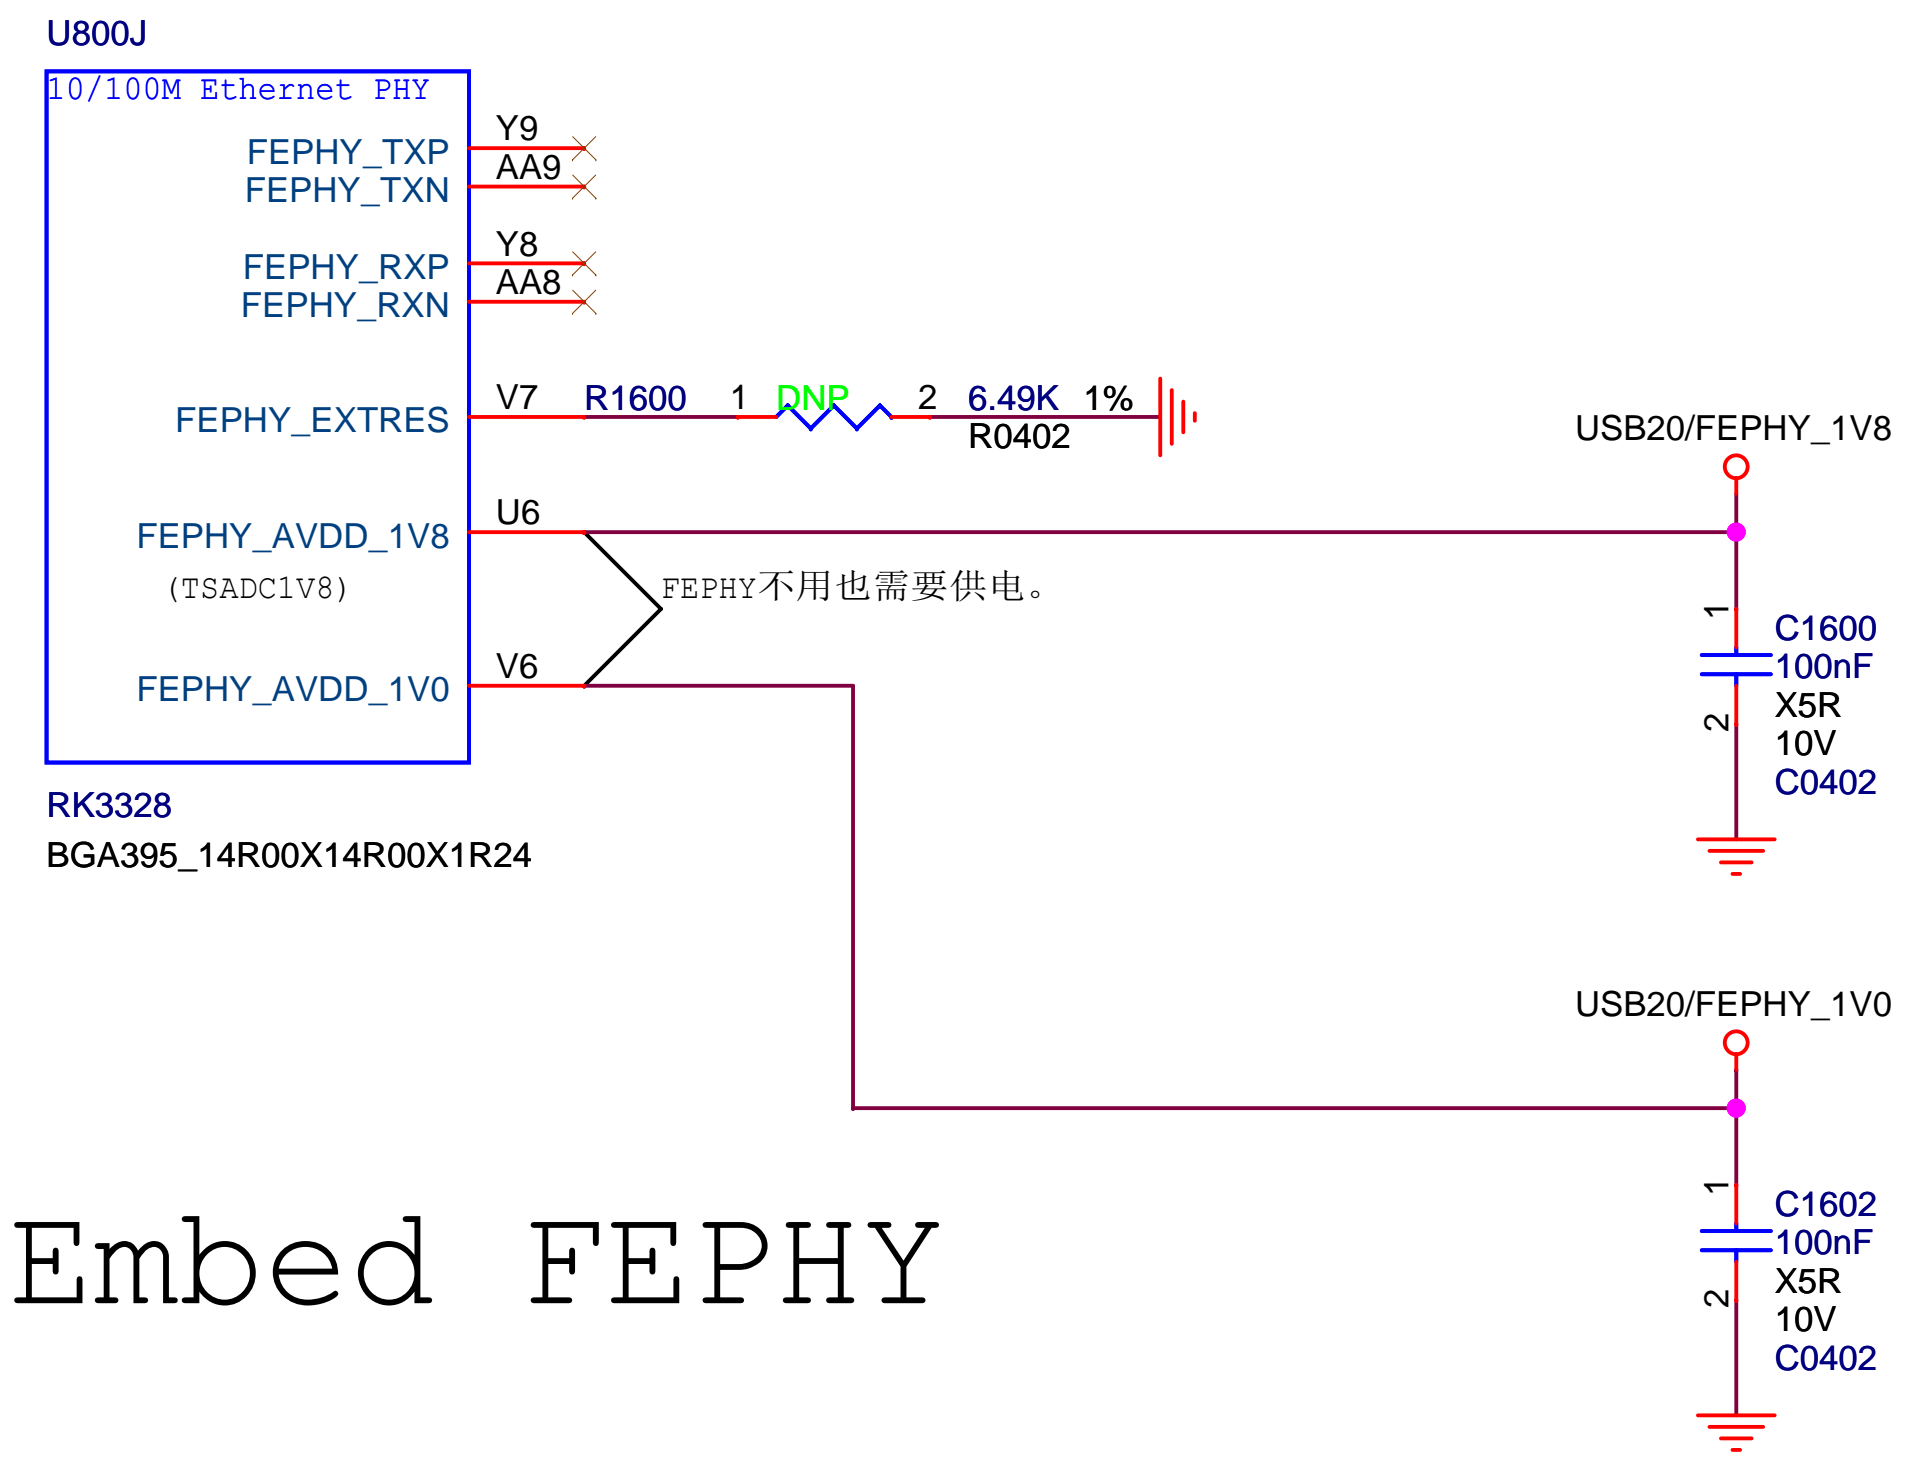 U800J
10/100M Ethernet PHY
FEPHY_TXP
Y9
FEPHY_TXN
AA9
FEPHY_RXP
Y8
FEPHY_RXN
AA8
FEPHY_EXTRES
V7
R1600
1
DNP
2
6.49K
1%
R0402
FEPHY_AVDD_1V8
U6
(TSADC1V8)
FEPHY不用也需要供电。
FEPHY_AVDD_1V0
V6
RK3328
BGA395_14R00X14R00X1R24
USB20/FEPHY_1V8
1
2
C1600
100nF
X5R
10V
C0402
USB20/FEPHY_1V0
1
2
C1602
100nF
X5R
10V
C0402
Embed FEPHY